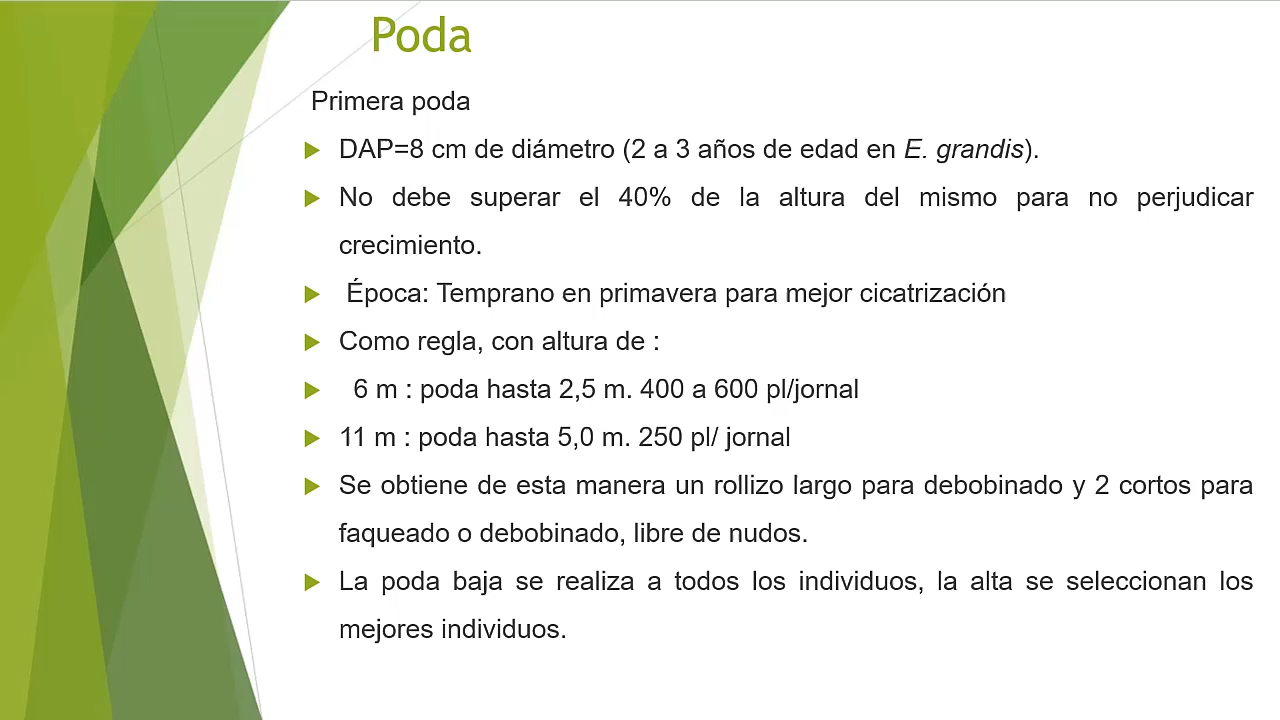 Poda
Primera poda
DAP=8 cm de diámetro (2 a 3 años de edad en E. grandis).
No debe superar el 40% de la altura del mismo para no perjudicar
crecimiento.
Época: Temprano en primavera para mejor cicatrización
Como regla, con altura de :
6 m : poda hasta 2,5 m. 400 a 600 pl/jornal
11 m : poda hasta 5,0 m. 250 pl/ jornal
Se obtiene de esta manera un rollizo largo para debobinado y 2 cortos para
faqueado o debobinado, libre de nudos.
La poda baja se realiza a todos los individuos, la alta se seleccionan los
mejores individuos.